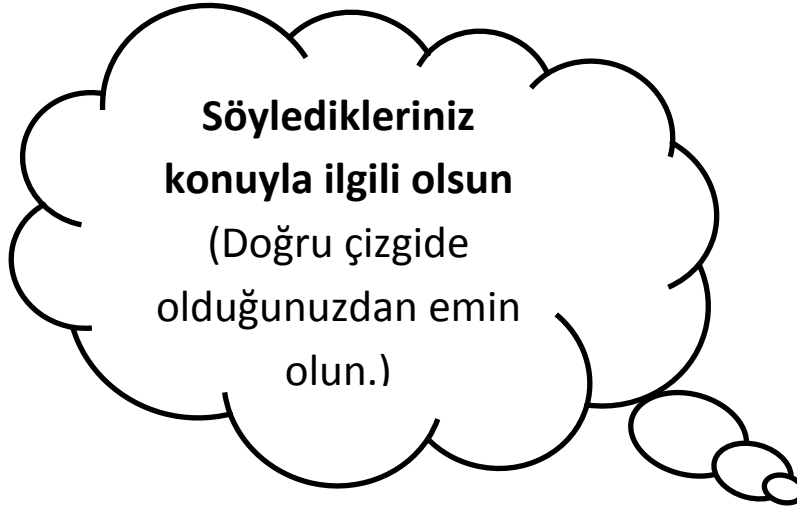 Söyledikleriniz
konuyla ilgili olsun
(Doğru çizgide
olduğunuzdan emin
olun.)